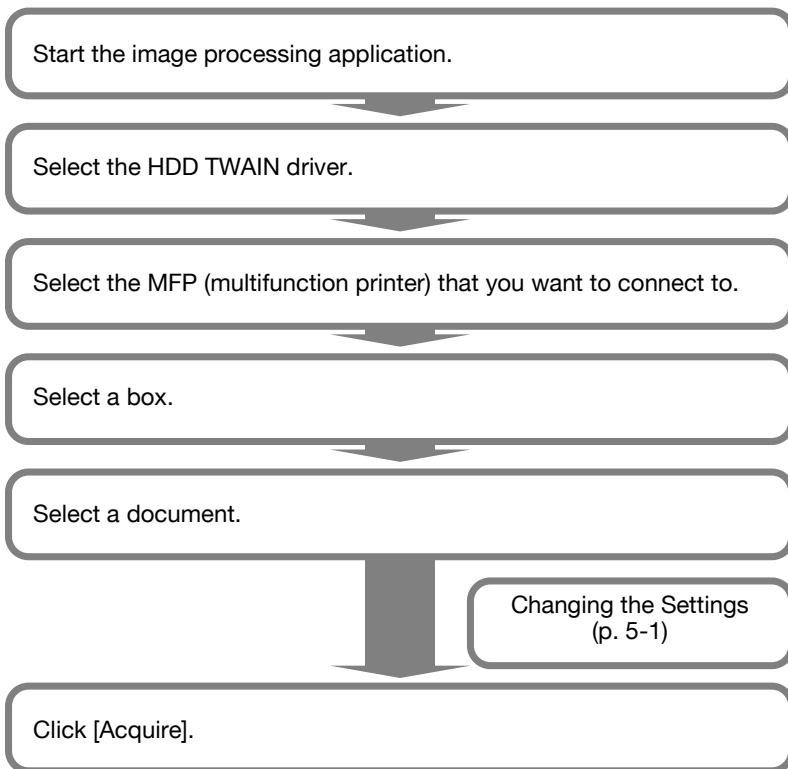 Start the image processing application.
Select the HDD TWAIN driver.
Select the MFP (multifunction printer) that you want to connect to.
Select a box.
Select a document.
Changing the Settings
(p. 5-1)
Click [Acquire].